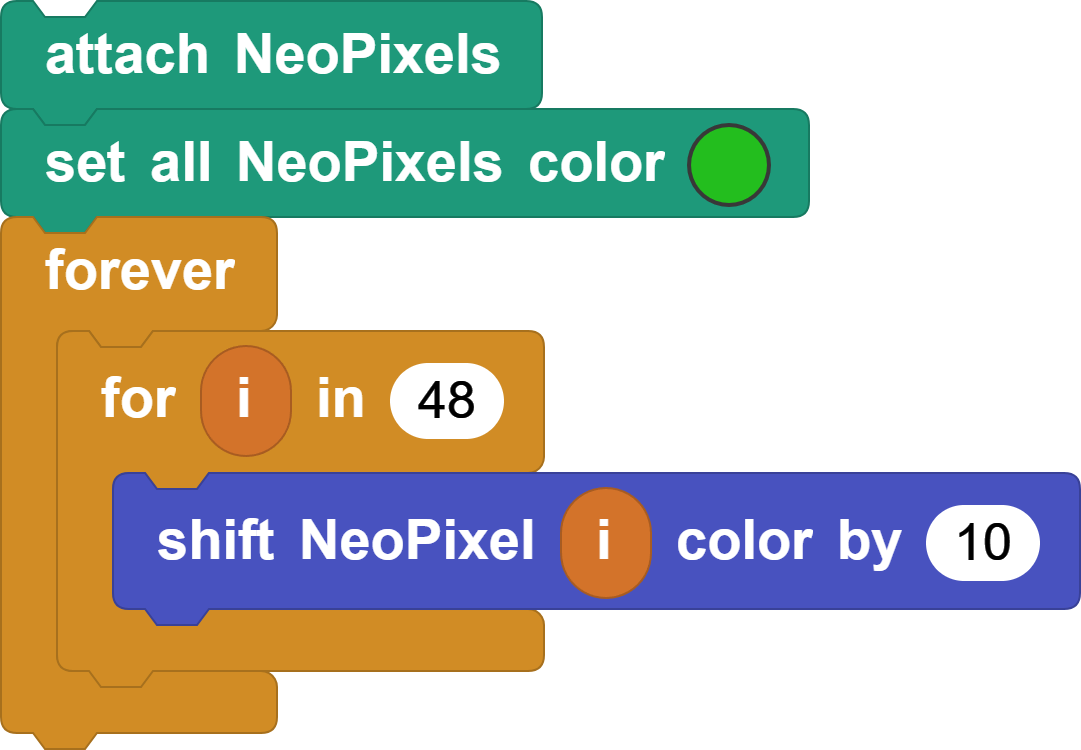 attach NeoPixels
set all NeoPixels color
forever
for i in 48
shift NeoPixel i color by 10